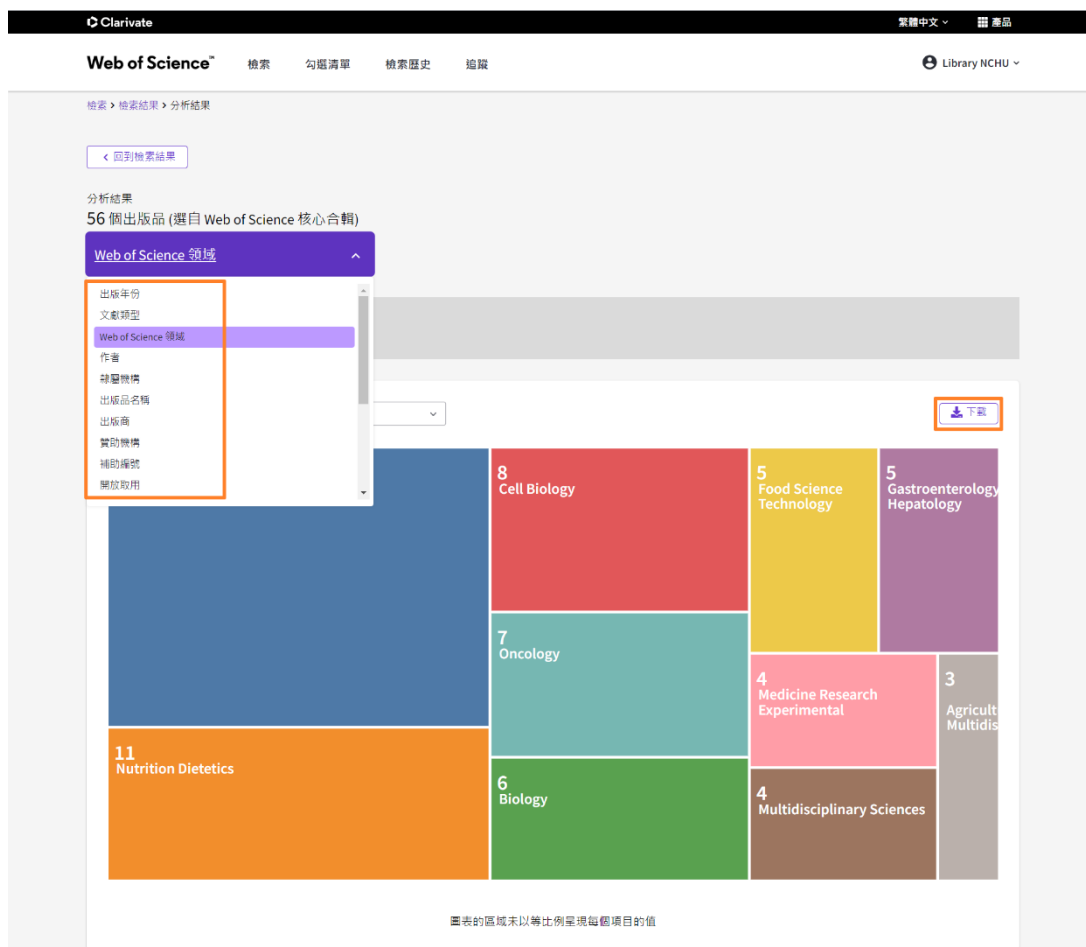 Clarivate
繁體中文
產品
Web of Science™
檢索
勾選清單
檢索歷史
追蹤
Library NCHU
檢索 > 檢索結果 > 分析結果
回到檢索結果
分析結果
56 個出版品 (選自 Web of Science 核心合輯)
Web of Science 領域
出版年份
文獻類型
Web of Science 領域
作者
隸屬機構
出版品名稱
出版商
贊助機構
補助編號
開放取用
下載
8
Cell Biology
5
Food Science
Technology
5
Gastroenterology
Hepatology
7
Oncology
4
Medicine Research
Experimental
3
Agricult
Multidis
11
Nutrition Dietetics
6
Biology
4
Multidisciplinary Sciences
圖表的區域未以等比例呈現每個項目的值